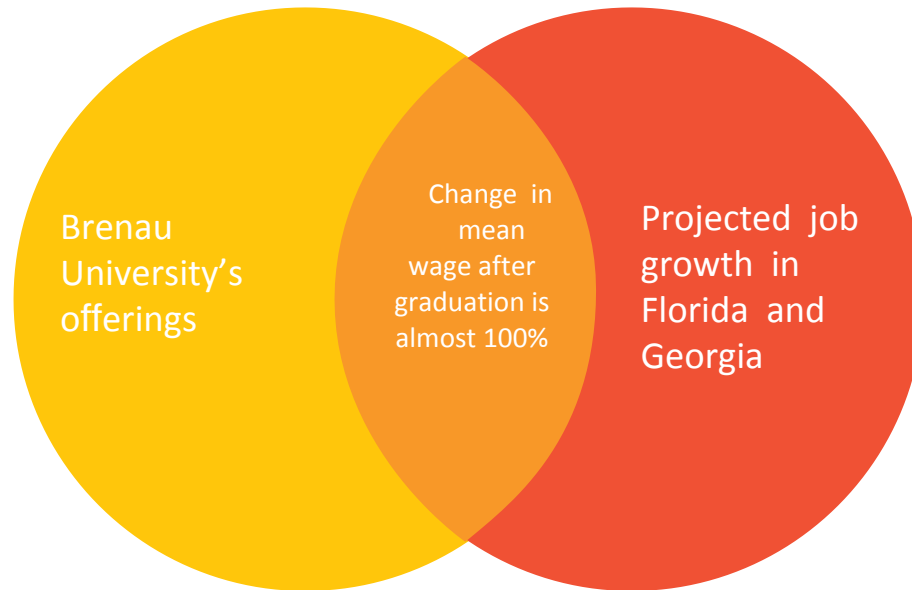 Brenau
University’s
offerings
Change in
mean
wage after
graduation is
almost 100%
Projected job
growth in
Florida and
Georgia